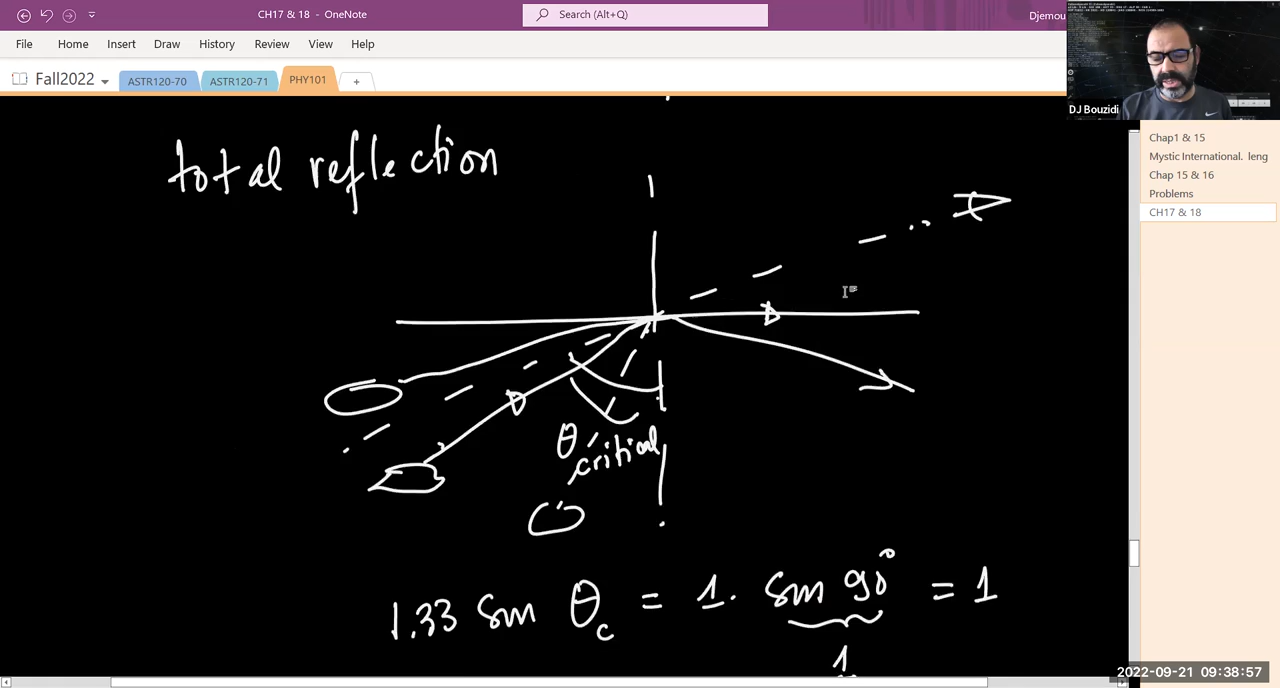 CH17 & 18 - OneNote
Search (Alt+Q)
Djemou
File Home Insert Draw History Review View Help
Fall2022 ASTR120-70 ASTR120-71 PHY101 +
DJ Bouzidi
Chap1 & 15
Mystic International. leng
Chap 15 & 16
Problems
CH17 & 18
total reflection
θ critical
1.33 sin θc = 1. sin 90° = 1
1
2022-09-21 09:38:57